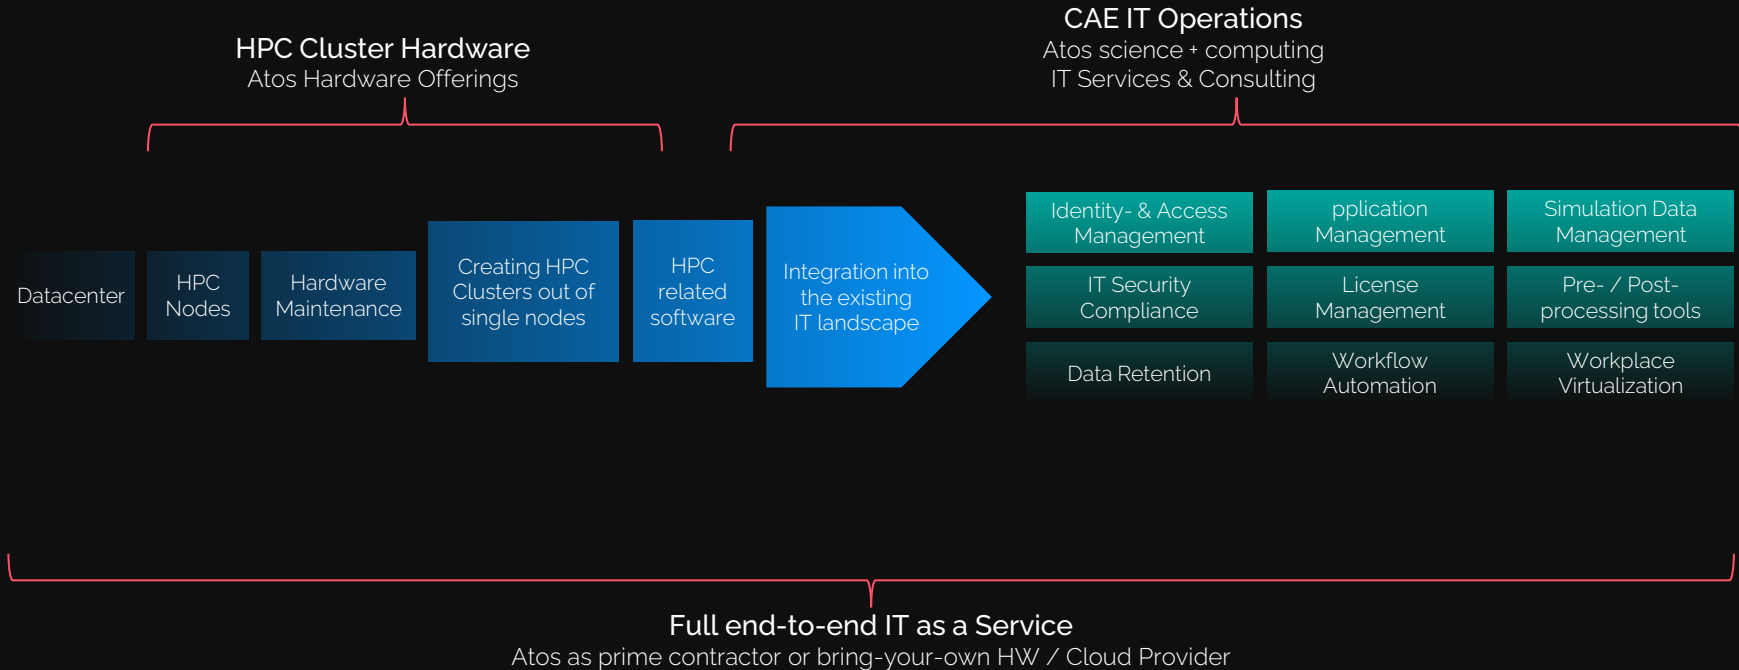 HPC Cluster Hardware
Atos Hardware Offerings
CAE IT Operations
Atos science + computing
IT Services & Consulting
Datacenter
HPC
Nodes
Hardware
Maintenance
Creating HPC
Clusters out of
single nodes
HPC
related
software
Integration into
the existing
IT landscape
Identity- & Access
Management
pplication
Management
Simulation Data
Management
IT Security
Compliance
License
Management
Pre- / Post-
processing tools
Data Retention
Workflow
Automation
Workplace
Virtualization
Full end-to-end IT as a Service
Atos as prime contractor or bring-your-own HW / Cloud Provider